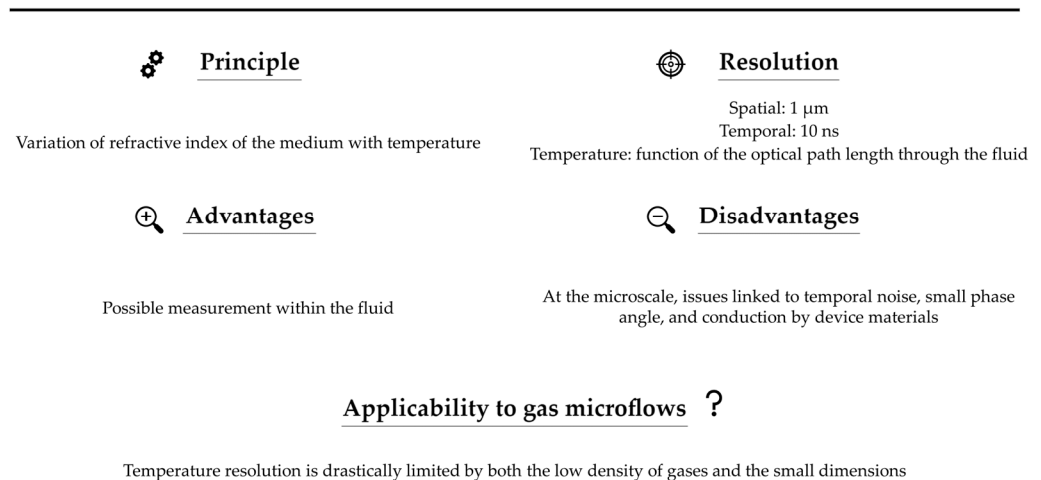 Principle
Variation of refractive index of the medium with temperature
Resolution
Spatial: 1 μm
Temporal: 10 ns
Temperature: function of the optical path length through the fluid
Advantages
Possible measurement within the fluid
Disadvantages
At the microscale, issues linked to temporal noise, small phase
angle, and conduction by device materials
Applicability to gas microflows ?
Temperature resolution is drastically limited by both the low density of gases and the small dimensions